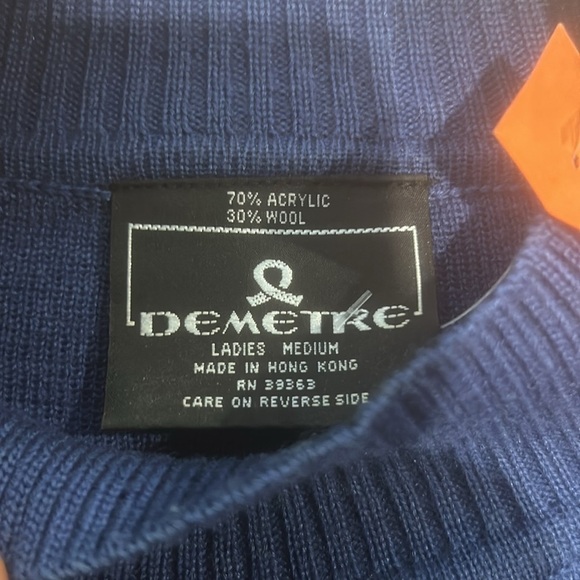 70% ACRYLIC
30% WOOL
DEMETRE
LADIES MEDIUM
MADE IN HONG KONG
RN 39363
CARE ON REVERSE SIDE